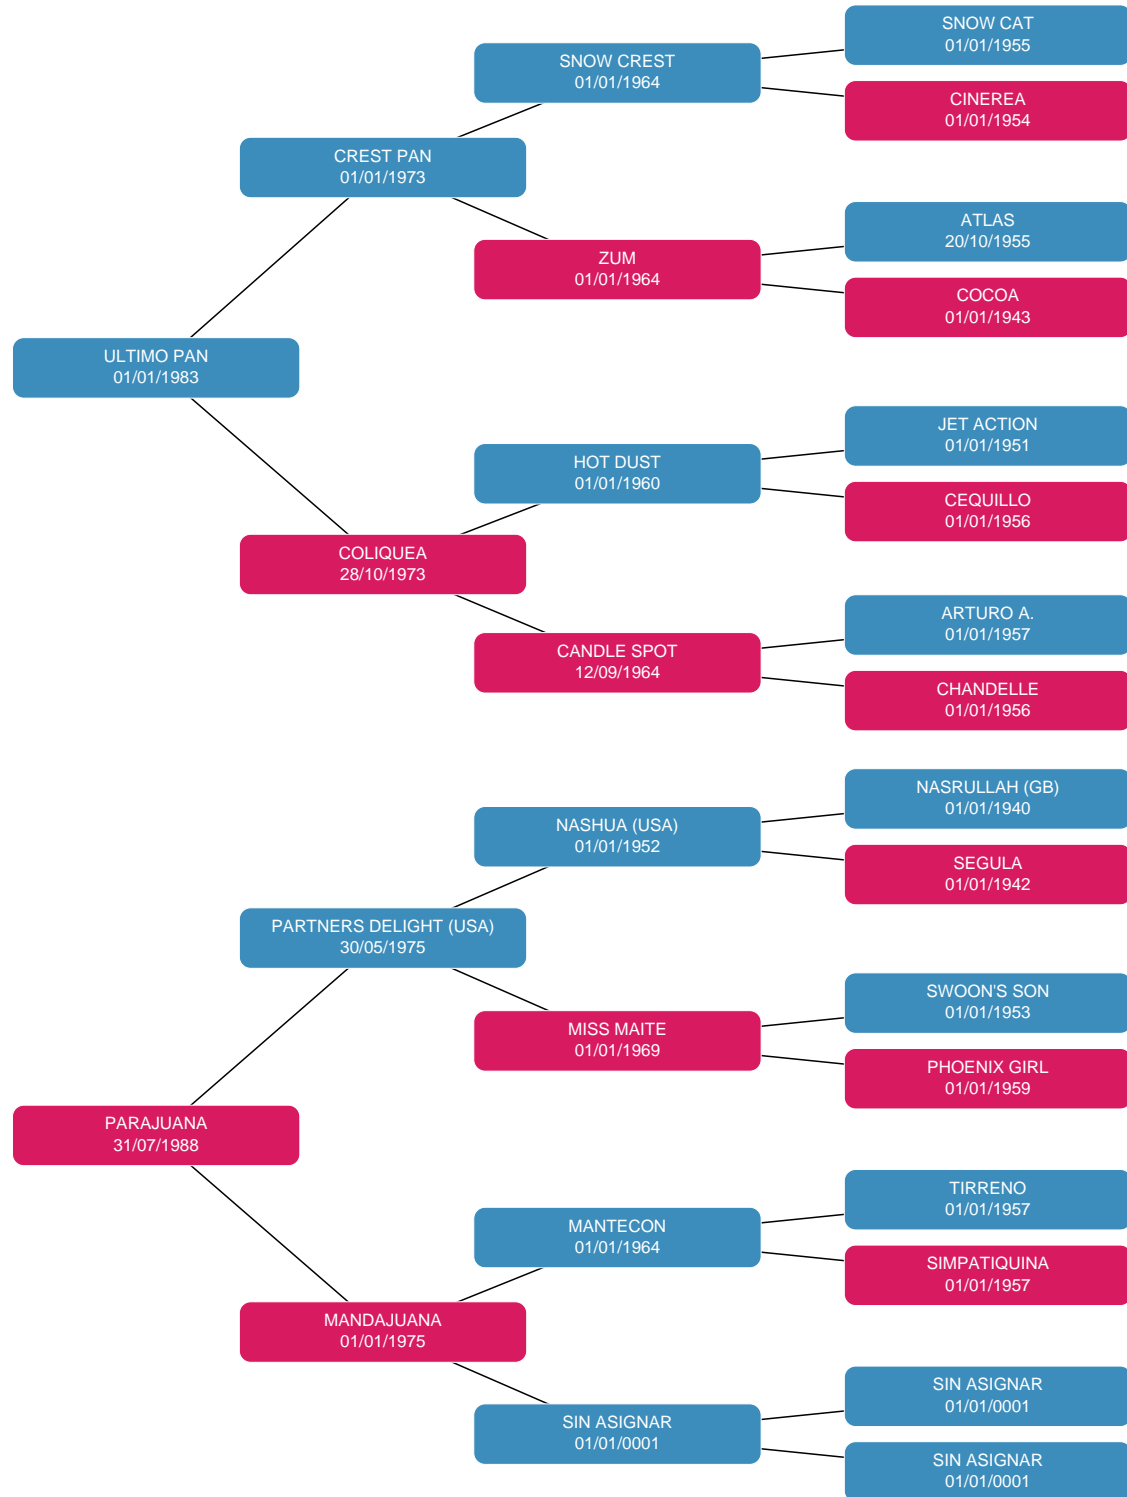 SNOW CAT
01/01/1955
SNOW CREST
01/01/1964
CINEREA
01/01/1954
CREST PAN
01/01/1973
ATLAS
20/10/1955
ZUM
01/01/1964
COCOA
01/01/1943
ULTIMO PAN
01/01/1983
JET ACTION
01/01/1951
HOT DUST
01/01/1960
CEQUILLO
01/01/1956
COLIQUEA
28/10/1973
ARTURO A.
01/01/1957
CANDLE SPOT
12/09/1964
CHANDELLE
01/01/1956
NASRULLAH (GB)
01/01/1940
NASHUA (USA)
01/01/1952
SEGULA
01/01/1942
PARTNERS DELIGHT (USA)
30/05/1975
SWOON'S SON
01/01/1953
MISS MAITE
01/01/1969
PHOENIX GIRL
01/01/1959
PARAJUANA
31/07/1988
TIRRENO
01/01/1957
MANTECON
01/01/1964
SIMPATIQUINA
01/01/1957
MANDAJUANA
01/01/1975
SIN ASIGNAR
01/01/0001
SIN ASIGNAR
01/01/0001
SIN ASIGNAR
01/01/0001